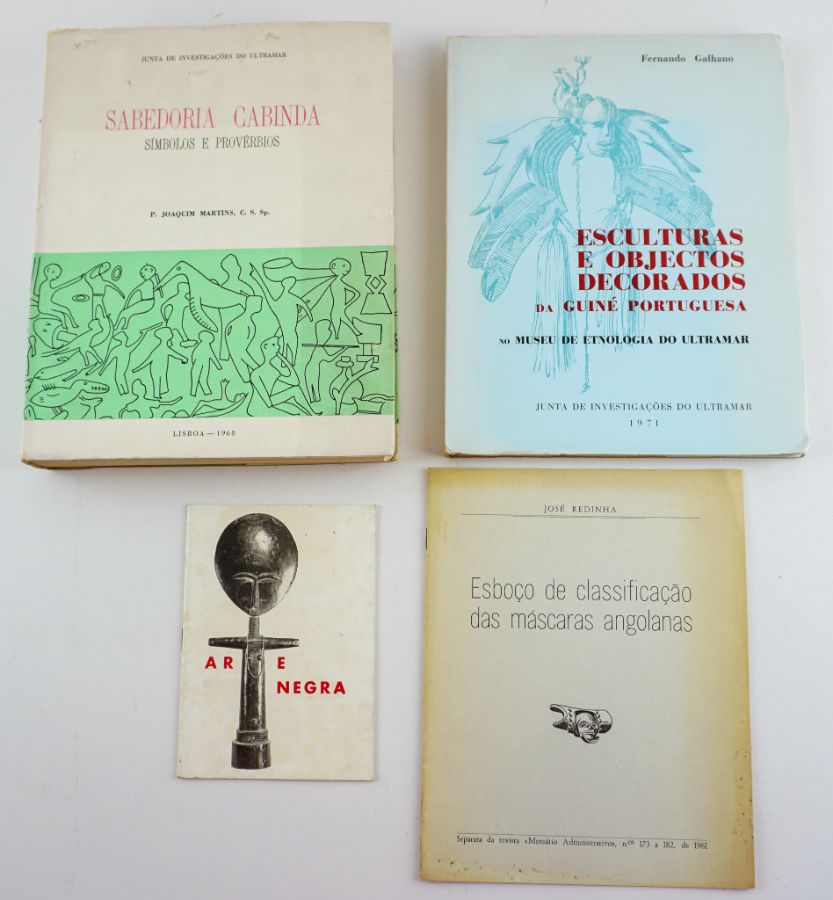 JUNTA DE INVESTIGAÇÕES DO ULTRAMAR
SABEDORIA CABINDA
SÍMBOLOS E PROVÉRBIOS
P. JOAQUIM MARTINS, C. S. Sp.
LISBOA — 1968
Fernando Galhano
ESCULTURAS
E OBJECTOS
DECORADOS
DA GUINÉ PORTUGUESA
NO MUSEU DE ETNOLOGIA DO ULTRAMAR
JUNTA DE INVESTIGAÇÕES DO ULTRAMAR
1971
AR E
NEGRA
JOSÉ REDINHA
Esboço de classificação
das máscaras angolanas
Separata da revista «Mensário Administrativo», n.os 173 a 182, de 1961